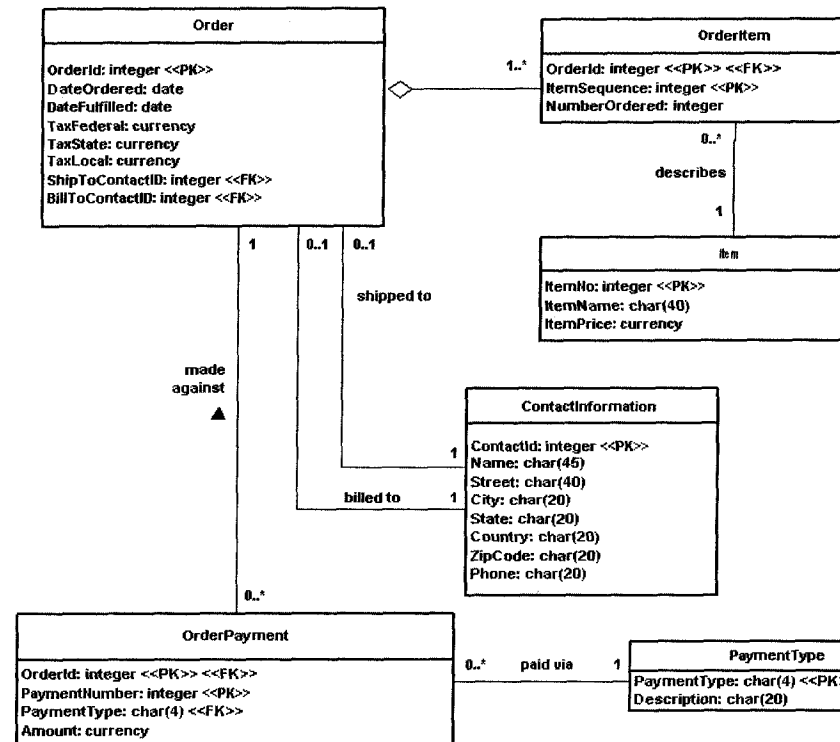 Order
OrderId: integer <<PK>>
DateOrdered: date
DateFulfilled: date
TaxFederal: currency
TaxState: currency
TaxLocal: currency
ShipToContactID: integer <<FK>>
BillToContactID: integer <<FK>>
1..*
OrderItem
OrderId: integer <<PK>> <<FK>>
ItemSequence: integer <<PK>>
NumberOrdered: integer
0..*
describes
1
Item
ItemNo: integer <<PK>>
ItemName: char(40)
ItemPrice: currency
1
0..1
0..1
shipped to
made
against
ContactInformation
ContactId: integer <<PK>>
Name: char(45)
Street: char(40)
City: char(20)
State: char(20)
Country: char(20)
ZipCode: char(20)
Phone: char(20)
1
billed to
1
0..*
OrderPayment
OrderId: integer <<PK>> <<FK>>
PaymentNumber: integer <<PK>>
PaymentType: char(4) <<FK>>
Amount: currency
0..*
paid via
1
PaymentType
PaymentType: char(4) <<PK>
Description: char(20)